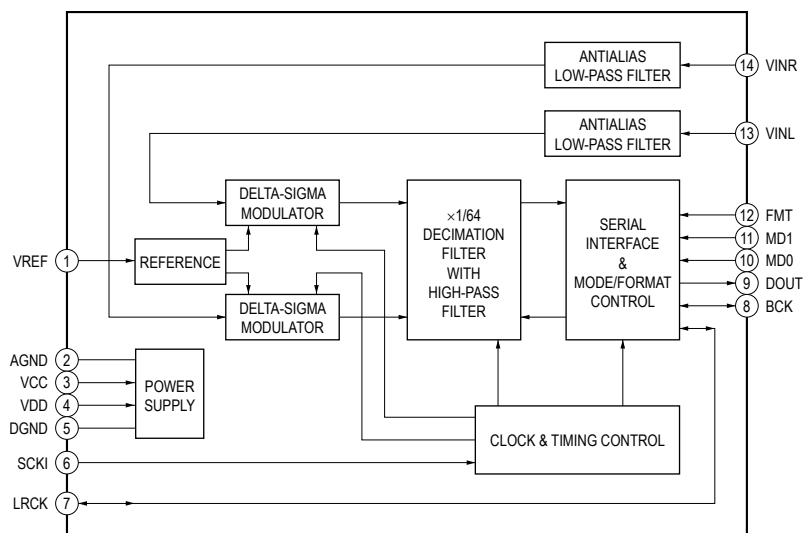 ANTIALIAS
LOW-PASS FILTER
14 VINR
ANTIALIAS
LOW-PASS FILTER
13 VINL
DELTA-SIGMA
MODULATOR
×1/64
DECIMATION
FILTER
WITH
HIGH-PASS
FILTER
SERIAL
INTERFACE
&
MODE/FORMAT
CONTROL
12 FMT
11 MD1
10 MD0
9 DOUT
8 BCK
VREF 1
REFERENCE
DELTA-SIGMA
MODULATOR
AGND 2
VCC 3
VDD 4
DGND 5
POWER
SUPPLY
CLOCK & TIMING CONTROL
SCKI 6
LRCK 7